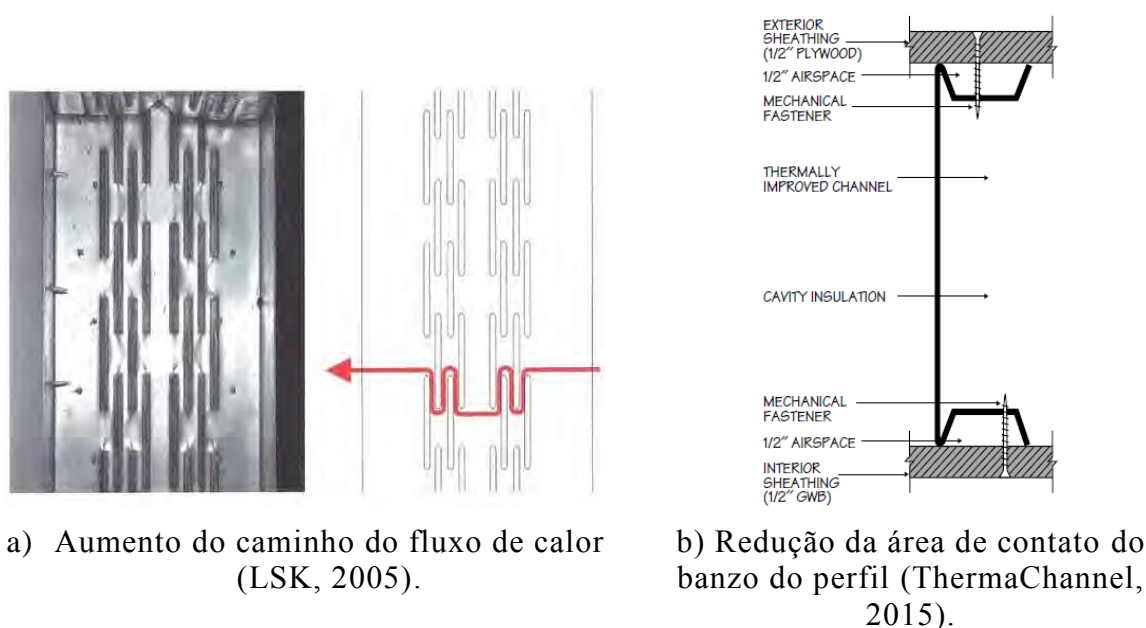 EXTERIOR
SHEATHING
(1/2" PLYWOOD)
1/2" AIRSPACE
MECHANICAL
FASTENER
THERMALLY
IMPROVED CHANNEL
CAVITY INSULATION
MECHANICAL
FASTENER
1/2" AIRSPACE
INTERIOR
SHEATHING
(1/2" GWB)
a) Aumento do caminho do fluxo de calor
(LSK, 2005).
b) Redução da área de contato do
banzo do perfil (ThermaChannel,
2015).